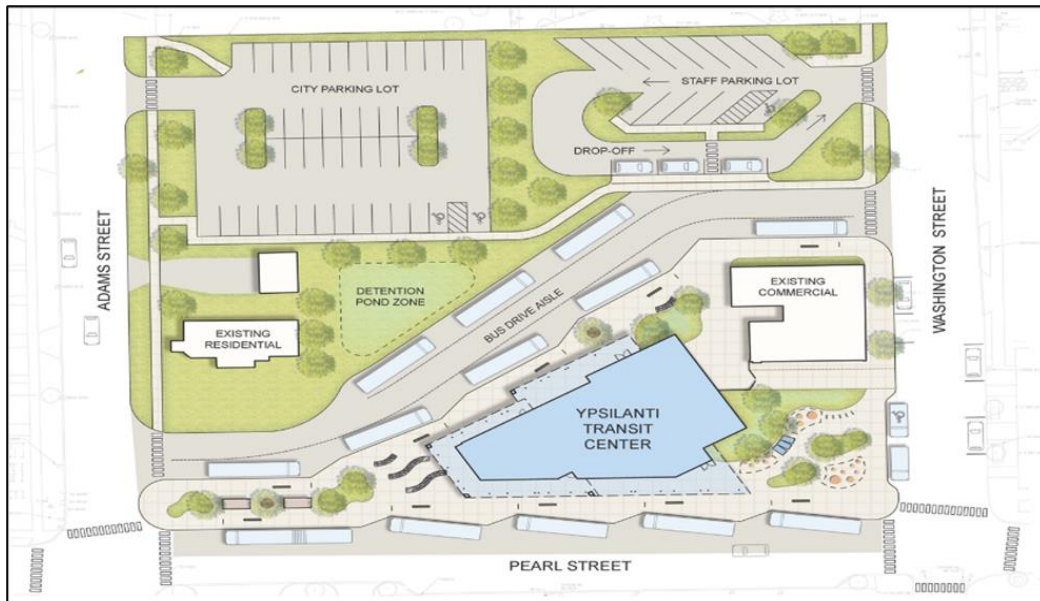 CITY PARKING LOT
STAFF PARKING LOT
DROP-OFF
ADAMS STREET
WASHINGTON STREET
DETENTION
POND ZONE
BUS DRIVE AISLE
EXISTING
COMMERCIAL
EXISTING
RESIDENTIAL
YPSILANTI
TRANSIT
CENTER
PEARL STREET